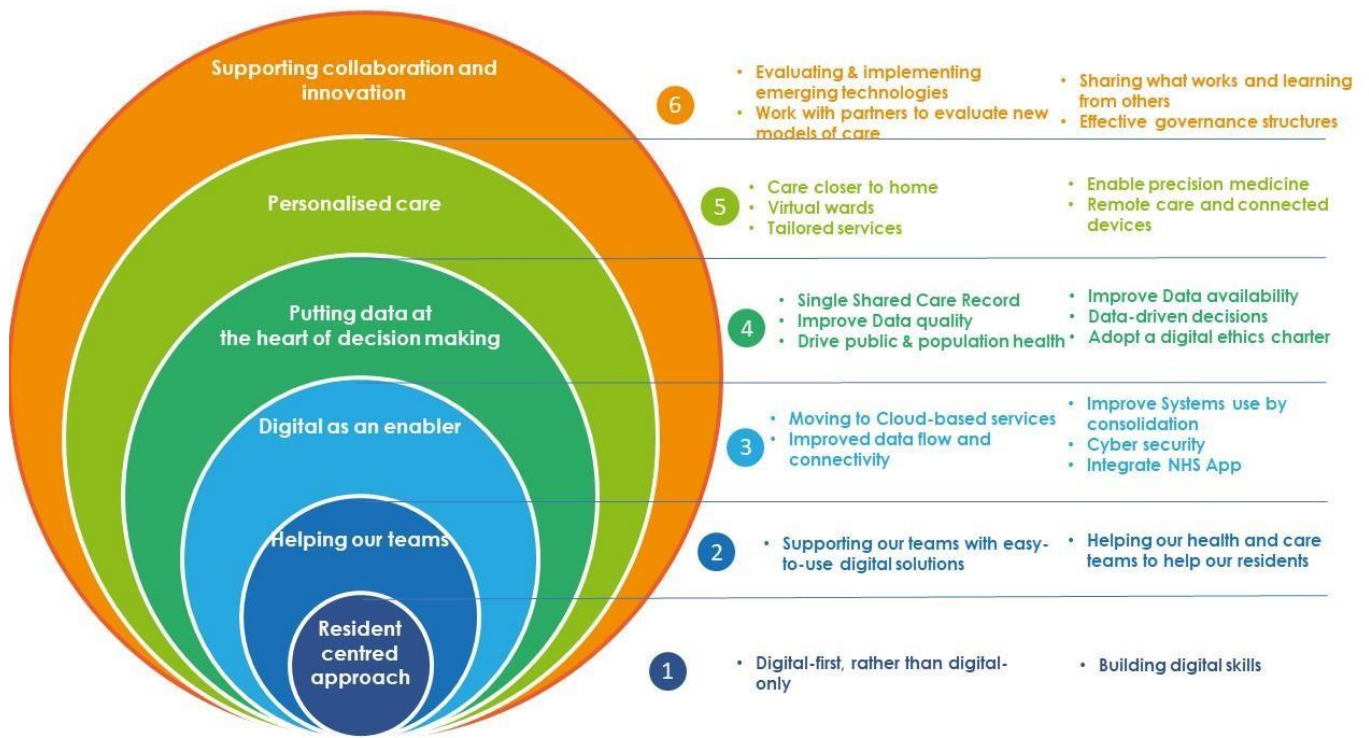 Supporting collaboration and
innovation
6
• Evaluating & implementing
emerging technologies
• Work with partners to evaluate new
models of care
• Sharing what works and learning
from others
• Effective governance structures
Personalised care
5
• Care closer to home
• Virtual wards
• Tailored services
• Enable precision medicine
• Remote care and connected
devices
Putting data at
the heart of decision making
4
• Single Shared Care Record
• Improve Data quality
• Drive public & population health
• Improve Data availability
• Data-driven decisions
• Adopt a digital ethics charter
Digital as an enabler
3
• Moving to Cloud-based services
• Improved data flow and
connectivity
• Improve Systems use by
consolidation
• Cyber security
• Integrate NHS App
Helping our teams
2
• Supporting our teams with easy-
to-use digital solutions
• Helping our health and care
teams to help our residents
Resident
centred
approach
1
• Digital-first, rather than digital-
only
• Building digital skills